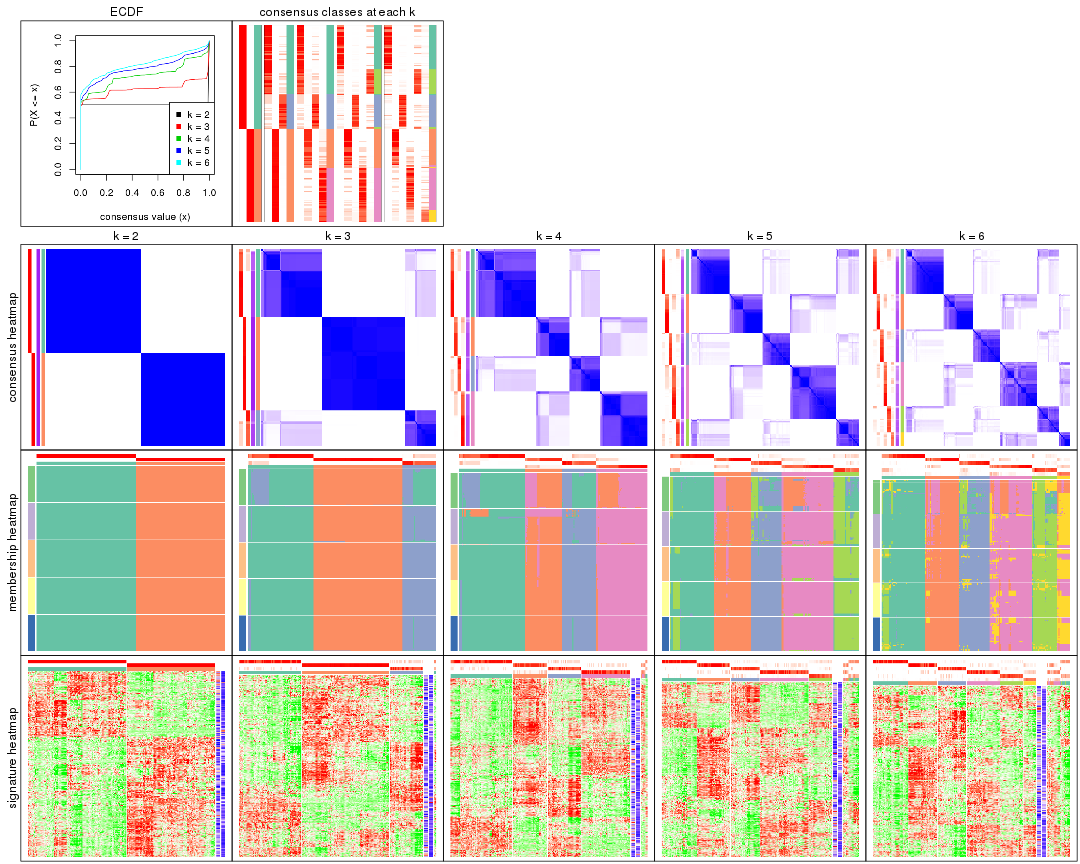 ECDF
consensus classes at each k
P(X <= x)
0.0 0.2 0.4 0.6 0.8 1.0
k = 2
k = 3
k = 4
k = 5
k = 6
0.0 0.2 0.4 0.6 0.8 1.0
consensus value (x)
k = 2 k = 3 k = 4 k = 5 k = 6
consensus heatmap
membership heatmap
signature heatmap